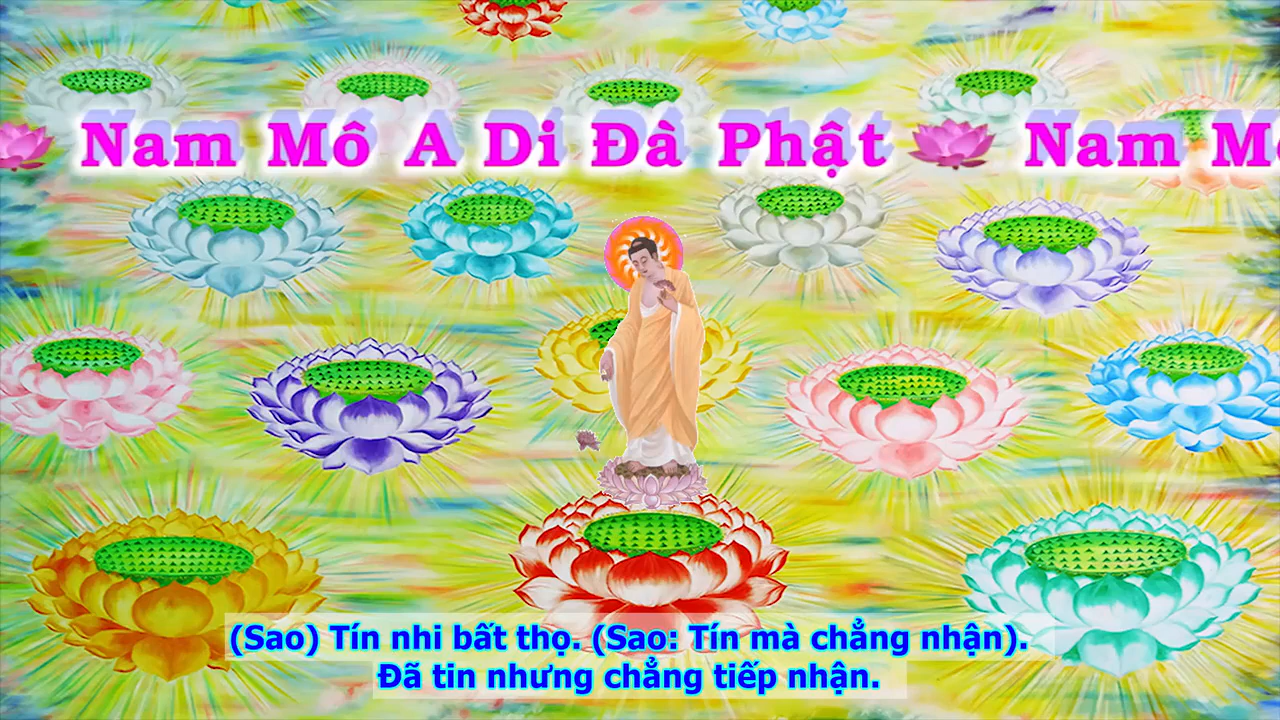 Nam Mô A Di Đà Phật Nam Mô
(Sao) Tín nhi bất thọ. (Sao: Tín mà chẳng nhận).
Đã tin nhưng chẳng tiếp nhận.